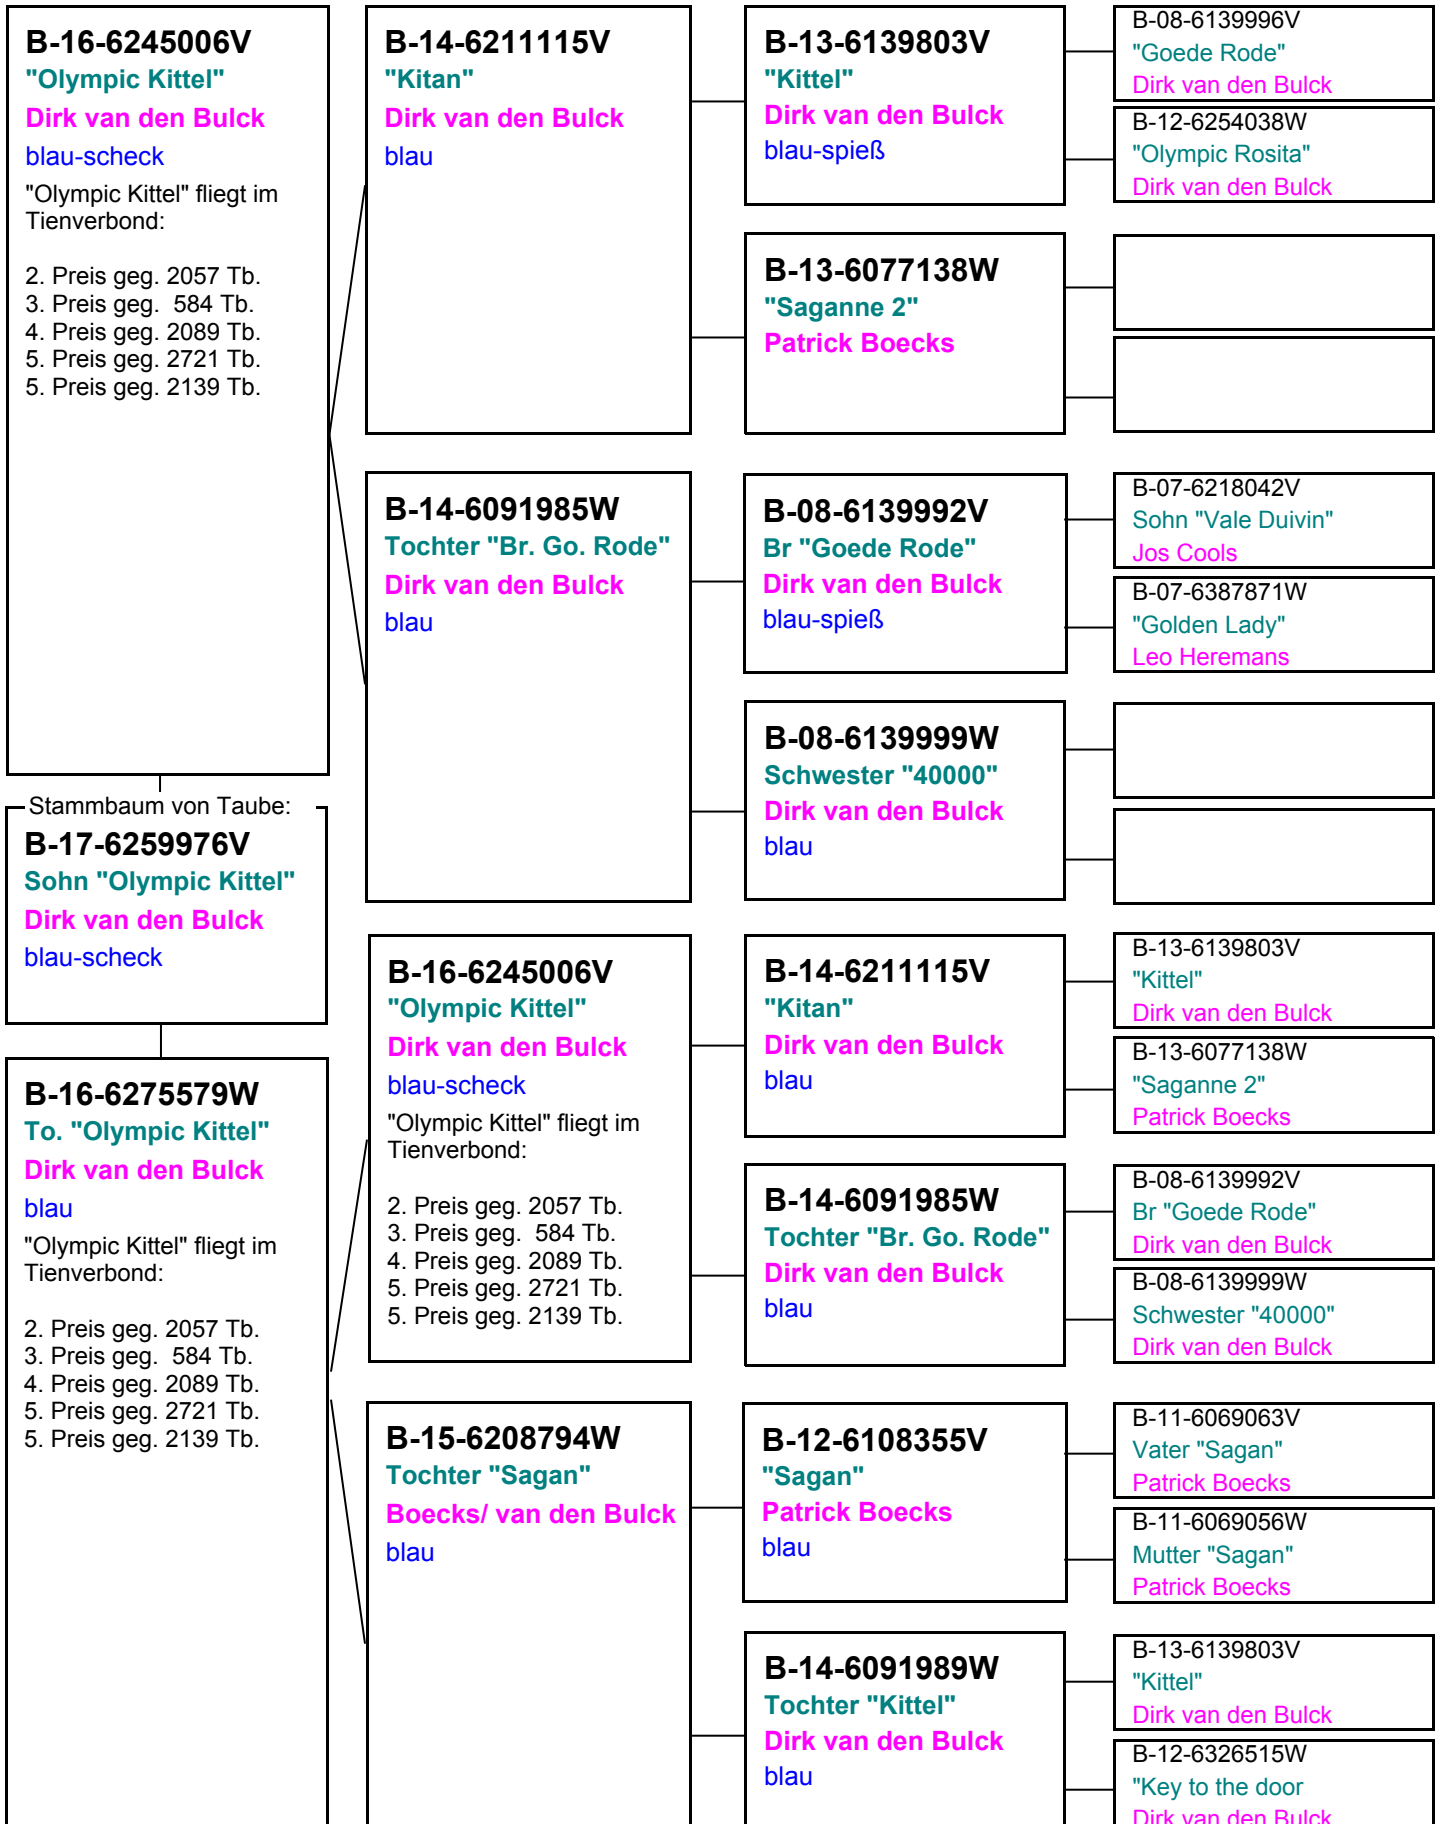 B-16-6245006V
"Olympic Kittel"
Dirk van den Bulck
blau-scheck
"Olympic Kittel" fliegt im
Tienverbond:
2. Preis geg. 2057 Tb.
3. Preis geg.  584 Tb.
4. Preis geg. 2089 Tb.
5. Preis geg. 2721 Tb.
5. Preis geg. 2139 Tb.
Stammbaum von Taube:
B-17-6259976V
Sohn "Olympic Kittel"
Dirk van den Bulck
blau-scheck
B-16-6275579W
To. "Olympic Kittel"
Dirk van den Bulck
blau
"Olympic Kittel" fliegt im
Tienverbond:
2. Preis geg. 2057 Tb.
3. Preis geg.  584 Tb.
4. Preis geg. 2089 Tb.
5. Preis geg. 2721 Tb.
5. Preis geg. 2139 Tb.
B-14-6211115V
"Kitan"
Dirk van den Bulck
blau
B-14-6091985W
Tochter "Br. Go. Rode"
Dirk van den Bulck
blau
B-16-6245006V
"Olympic Kittel"
Dirk van den Bulck
blau-scheck
"Olympic Kittel" fliegt im
Tienverbond:
2. Preis geg. 2057 Tb.
3. Preis geg.  584 Tb.
4. Preis geg. 2089 Tb.
5. Preis geg. 2721 Tb.
5. Preis geg. 2139 Tb.
B-15-6208794W
Tochter "Sagan"
Boecks/ van den Bulck
blau
B-13-6139803V
"Kittel"
Dirk van den Bulck
blau-spieß
B-13-6077138W
"Saganne 2"
Patrick Boecks
B-08-6139992V
Br "Goede Rode"
Dirk van den Bulck
blau-spieß
B-08-6139999W
Schwester "40000"
Dirk van den Bulck
blau
B-14-6211115V
"Kitan"
Dirk van den Bulck
blau
B-14-6091985W
Tochter "Br. Go. Rode"
Dirk van den Bulck
blau
B-12-6108355V
"Sagan"
Patrick Boecks
blau
B-14-6091989W
Tochter "Kittel"
Dirk van den Bulck
blau
B-08-6139996V
"Goede Rode"
Dirk van den Bulck
B-12-6254038W
"Olympic Rosita"
Dirk van den Bulck
B-07-6218042V
Sohn "Vale Duivin"
Jos Cools
B-07-6387871W
"Golden Lady"
Leo Heremans
B-13-6139803V
"Kittel"
Dirk van den Bulck
B-13-6077138W
"Saganne 2"
Patrick Boecks
B-08-6139992V
Br "Goede Rode"
Dirk van den Bulck
B-08-6139999W
Schwester "40000"
Dirk van den Bulck
B-11-6069063V
Vater "Sagan"
Patrick Boecks
B-11-6069056W
Mutter "Sagan"
Patrick Boecks
B-13-6139803V
"Kittel"
Dirk van den Bulck
B-12-6326515W
"Key to the door
Dirk van den Bulck